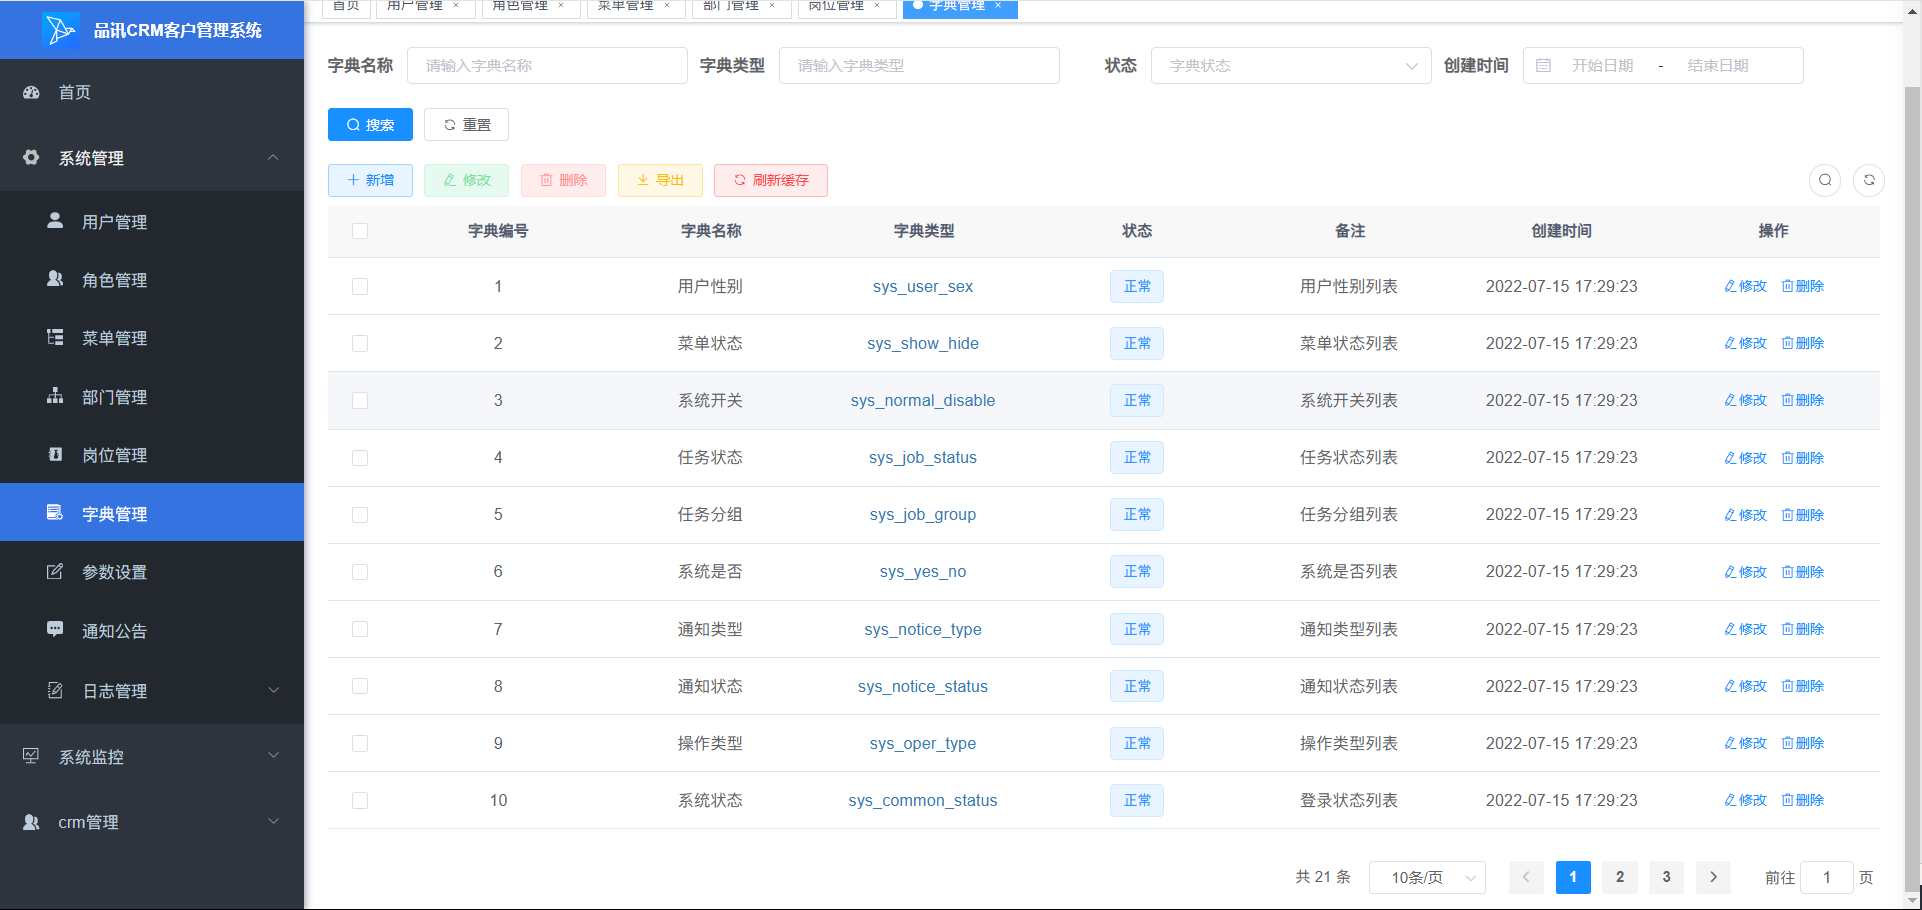 品讯CRM客户管理系统
首页
系统管理
用户管理
角色管理
菜单管理
部门管理
岗位管理
字典管理
参数设置
通知公告
日志管理
系统监控
crm管理
首页 用户管理 × 角色管理 × 菜单管理 × 部门管理 × 岗位管理 × 字典管理 ×
字典名称 请输入字典名称 字典类型 请输入字典类型 状态 字典状态 创建时间 开始日期 - 结束日期
搜索 重置
新增 修改 删除 导出 刷新缓存
字典编号 字典名称 字典类型 状态 备注 创建时间 操作
1 用户性别 sys_user_sex 正常 用户性别列表 2022-07-15 17:29:23 修改 删除
2 菜单状态 sys_show_hide 正常 菜单状态列表 2022-07-15 17:29:23 修改 删除
3 系统开关 sys_normal_disable 正常 系统开关列表 2022-07-15 17:29:23 修改 删除
4 任务状态 sys_job_status 正常 任务状态列表 2022-07-15 17:29:23 修改 删除
5 任务分组 sys_job_group 正常 任务分组列表 2022-07-15 17:29:23 修改 删除
6 系统是否 sys_yes_no 正常 系统是否列表 2022-07-15 17:29:23 修改 删除
7 通知类型 sys_notice_type 正常 通知类型列表 2022-07-15 17:29:23 修改 删除
8 通知状态 sys_notice_status 正常 通知状态列表 2022-07-15 17:29:23 修改 删除
9 操作类型 sys_oper_type 正常 操作类型列表 2022-07-15 17:29:23 修改 删除
10 系统状态 sys_common_status 正常 登录状态列表 2022-07-15 17:29:23 修改 删除
共 21 条 10条/页 1 2 3 前往 1 页